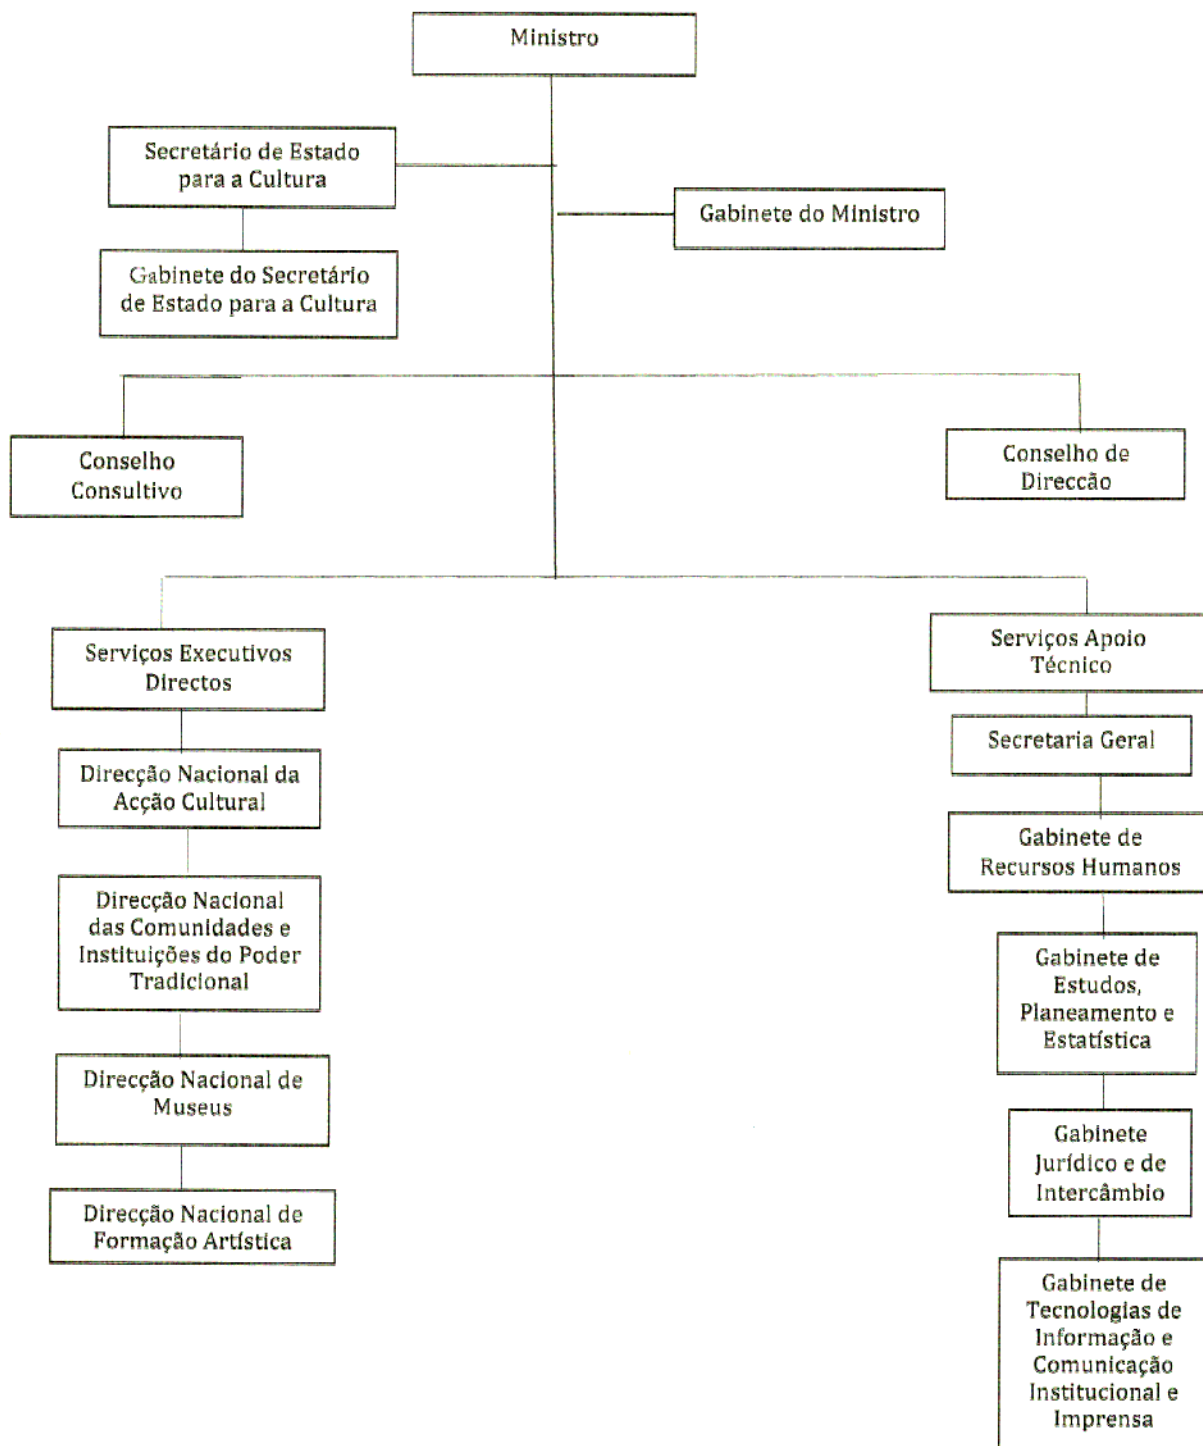 Ministro
Secretário de Estado
para a Cultura
Gabinete do Ministro
Gabinete do Secretário
de Estado para a Cultura
Conselho
Consultivo
Conselho de
Direccão
Serviços Executivos
Directos
Serviços Apoio
Técnico
Direcção Nacional da
Acção Cultural
Secretaria Geral
Direcção Nacional
das Comunidades e
Instituições do Poder
Tradicional
Gabinete de
Recursos Humanos
Direcção Nacional de
Museus
Gabinete de
Estudos,
Planeamento e
Estatística
Direcção Nacional de
Formação Artística
Gabinete
Jurídico e de
Intercâmbio
Gabinete de
Tecnologias de
Informação e
Comunicação
Institucional e
Imprensa